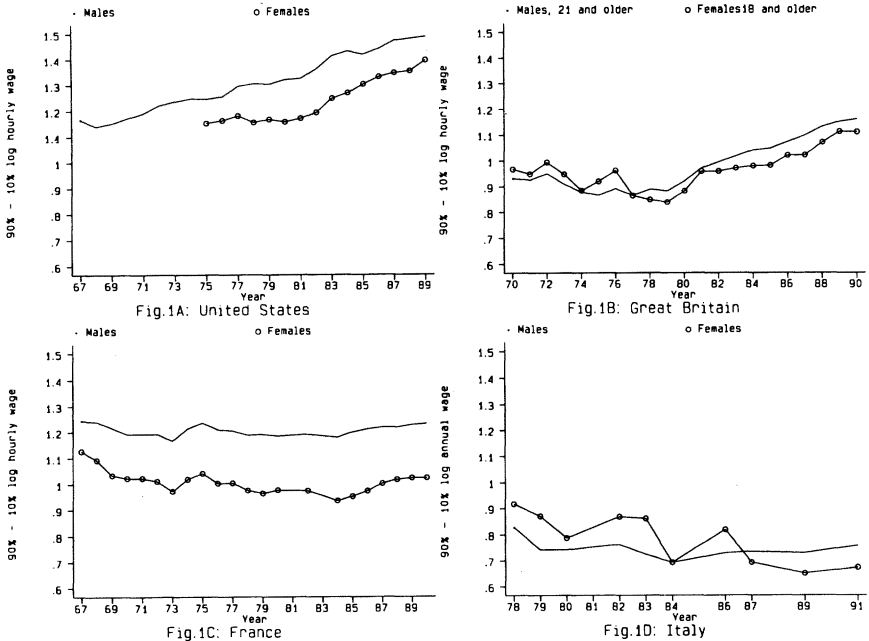 · Males
o Females
90% - 10% log hourly wage
1.5
1.4
1.3
1.2
1.4
1
.9
.8
.7
.6
67 69 71 73 75 77 79 81 83 85 87 89
Year
Fig.1A: United States
· Males, 21 and older
o Females18 and older
90% - 10% log hourly wage
1.5
1.4
1.3
1.2
1.1
1
.9
.8
.7
.6
70 72 74 76 78 80 82 84 86 88 90
Year
Fig.1B: Great Britain
· Males
o Females
90% - 10% log hourly wage
1.5
1.4
1.3
1.2
1.1
1
.9
.8
.7
.6
67 69 71 73 75 77 79 81 83 85 87 89
Year
Fig.1C: France
· Males
o Females
90% - 10% log annual wage
1.5
1.4
1.3
1.2
1.1
1
.9
.8
.7
.6
78 79 80 82 83 84 86 87 89 91
Year
Fig.1D: Italy